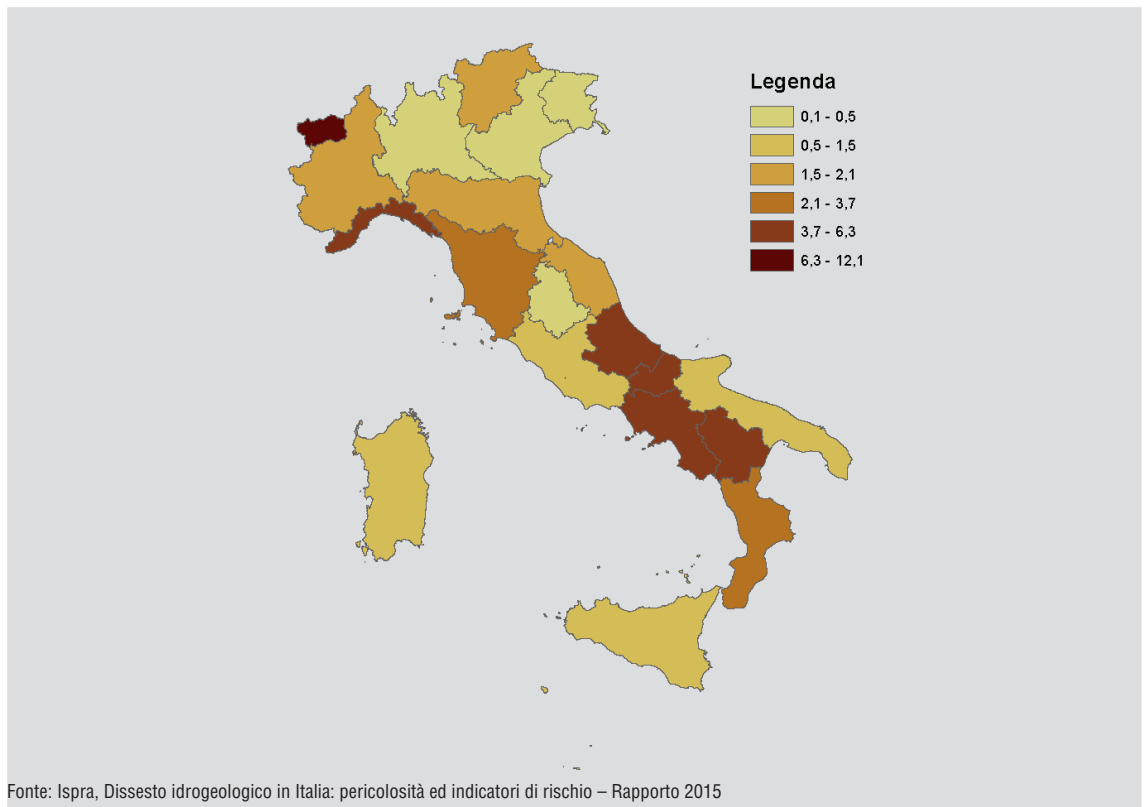 Legenda
0,1 - 0,5
0,5 - 1,5
1,5 - 2,1
2,1 - 3,7
3,7 - 6,3
6,3 - 12,1
Fonte: Ispra, Dissesto idrogeologico in Italia: pericolosità ed indicatori di rischio – Rapporto 2015